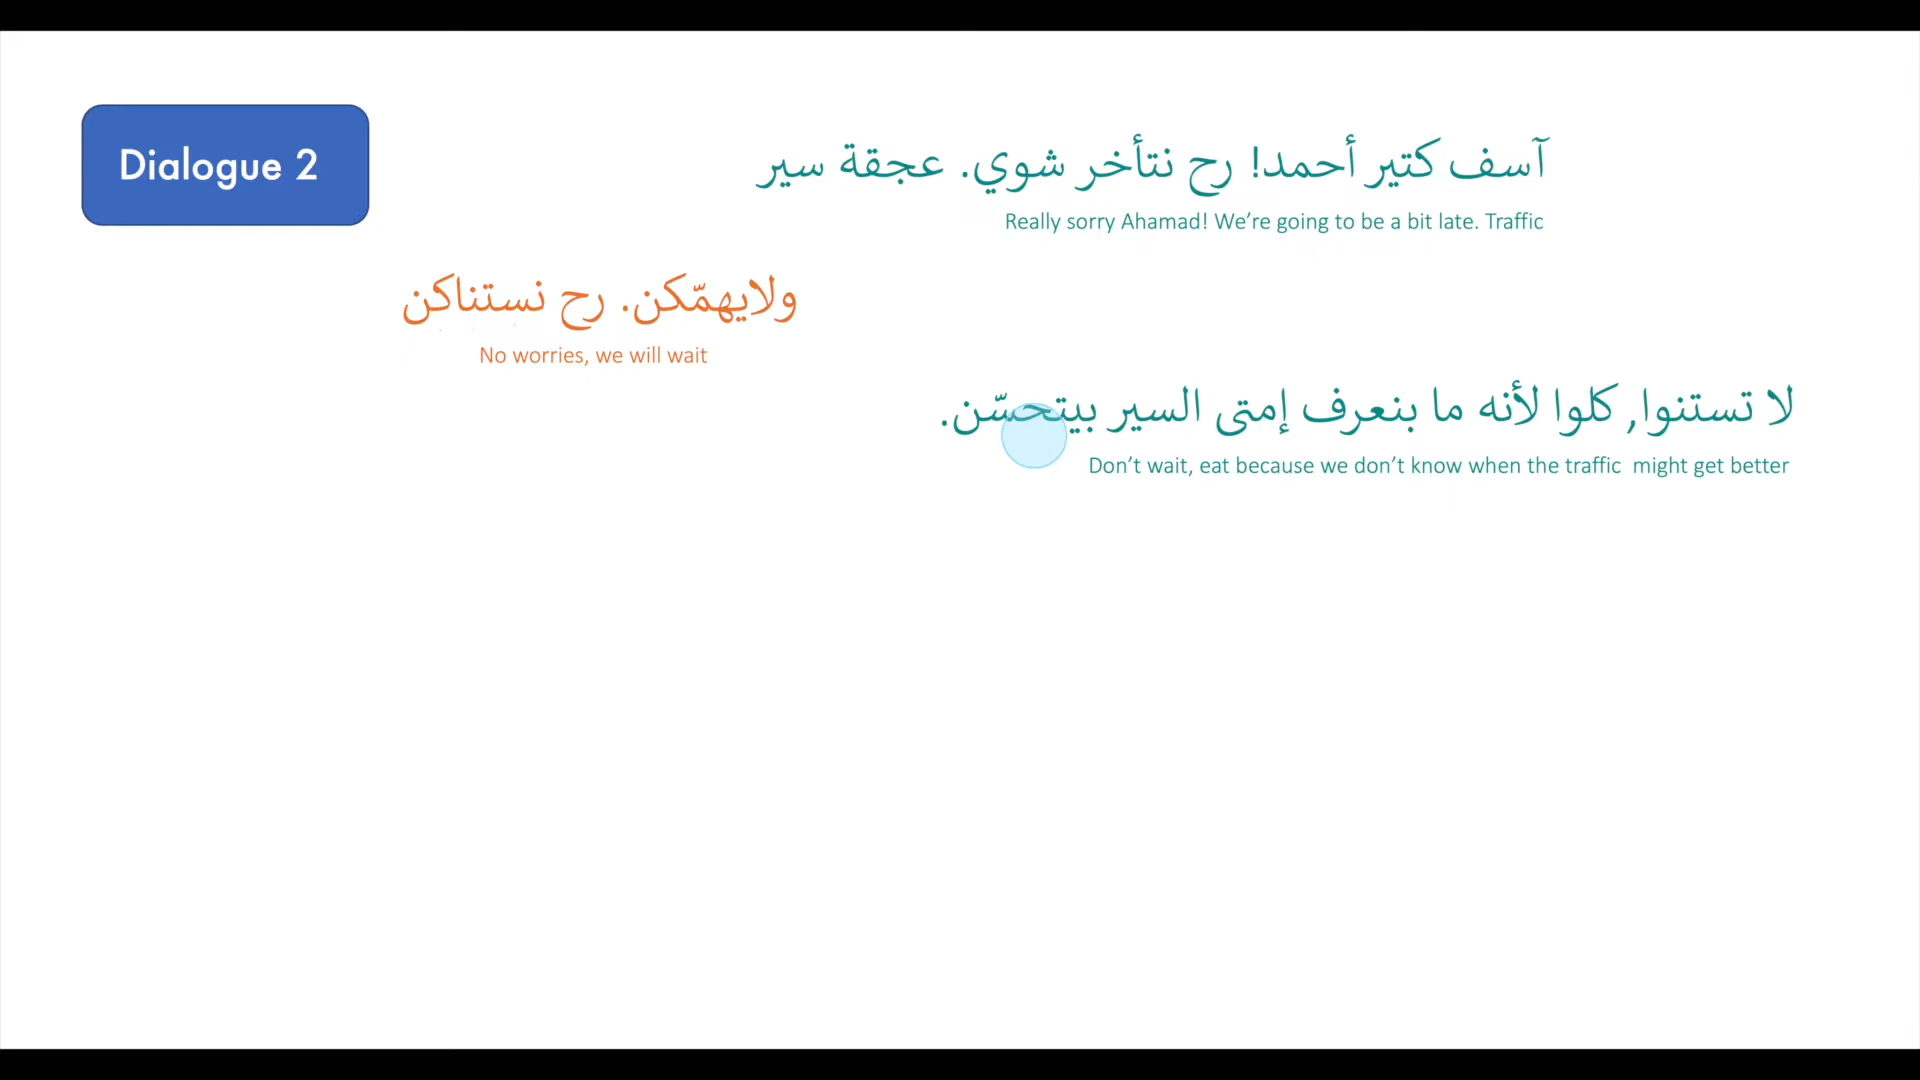 Dialogue 2
آسف كتير أحمد! رح نتأخر شوي. عجقة سير
Really sorry Ahamad! We’re going to be a bit late. Traffic
ولايهمّكن. رح نستناكن
No worries, we will wait
لا تستنوا, كلوا لأنه ما بنعرف إمتى السير بيتحسّن.
Don’t wait, eat because we don’t know when the traffic  might get better